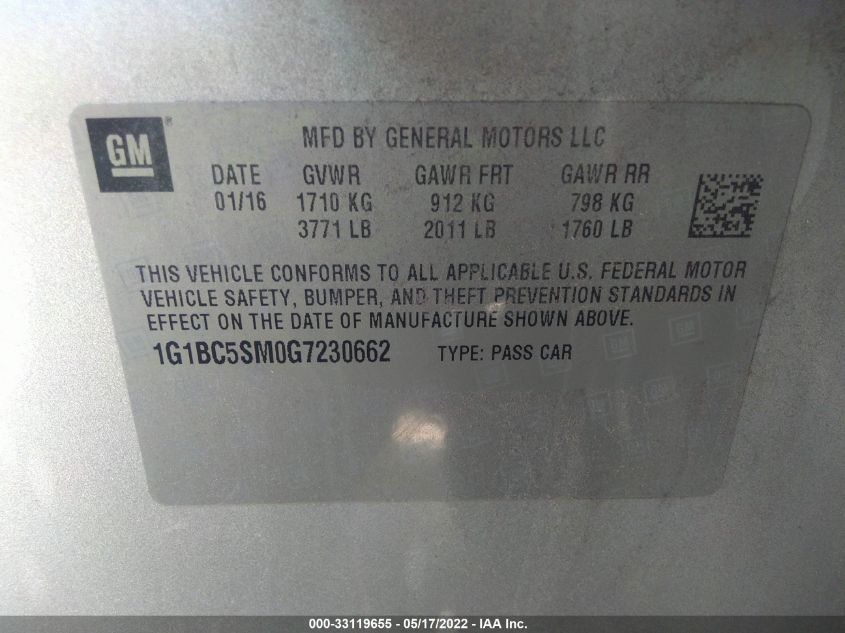 GM®
MFD BY GENERAL MOTORS LLC
DATE GVWR GAWR FRT GAWR RR
01/16 1710 KG 912 KG 798 KG
3771 LB 2011 LB 1760 LB
THIS VEHICLE CONFORMS TO ALL APPLICABLE U.S. FEDERAL MOTOR
VEHICLE SAFETY, BUMPER, AND THEFT PREVENTION STANDARDS IN
EFFECT ON THE DATE OF MANUFACTURE SHOWN ABOVE.
1G1BC5SM0G7230662 TYPE: PASS CAR
000-33119655 - 05/17/2022 - IAA Inc.